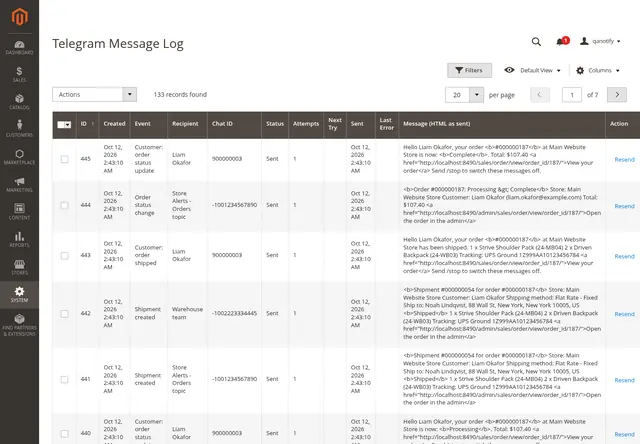 Telegram Message Log
1
qanotify
DASHBOARD
SALES
CATALOG
CUSTOMERS
MARKETPLACE
MARKETING
CONTENT
REPORTS
STORES
SYSTEM
FIND PARTNERS
& EXTENSIONS
Filters
Default View
Columns
Actions
133 records found
20
per page
1
of 7
ID ↑ Created Event Recipient Chat ID Status Attempts Next Try Sent Last Error Message (HTML as sent) Action
445
Oct 12, 2026 2:43:10 AM
Customer: order status update
Liam Okafor
900000003
Sent
1
Oct 12, 2026 2:43:10 AM
Hello Liam Okafor, your order <b>#000000187</b> at Main Website
Store is now: <b>Complete</b>. Total: $107.40 <a
href="http://localhost:8490/sales/order/view/order_id/187/">View your
order</a> Send /stop to switch these messages off.
Resend
444
Oct 12, 2026 2:43:10 AM
Order status change
Store Alerts - Orders topic
-1001234567890
Sent
1
Oct 12, 2026 2:43:10 AM
<b>Order #000000187: Processing &gt; Complete</b> Store: Main
Website Store Customer: Liam Okafor (liam.okafor@example.com) Total:
$107.40 <a
href="http://localhost:8490/admin/sales/order/view/order_id/187/">Open
the order in the admin</a>
Resend
443
Oct 12, 2026 2:43:10 AM
Customer: order shipped
Liam Okafor
900000003
Sent
1
Oct 12, 2026 2:43:10 AM
Hello Liam Okafor, your order <b>#000000187</b> at Main Website
Store has been shipped. 1 x Strive Shoulder Pack (24-MB04) 2 x Driven
Backpack (24-WB03) Tracking: UPS Ground 1Z999AA10123456784 <a
href="http://localhost:8490/sales/order/view/order_id/187/">View your
order</a> Send /stop to switch these messages off.
Resend
442
Oct 12, 2026 2:43:10 AM
Shipment created
Warehouse team
-1002223334445
Sent
1
Oct 12, 2026 2:43:10 AM
<b>Shipment #000000054 for order #000000187</b> Store: Main
Website Store Customer: Liam Okafor Shipping method: Flat Rate - Fixed
Ship to: Noah Lindqvist, 88 Wall St, New York, New York 10005, US
<b>Shipped</b> 1 x Strive Shoulder Pack (24-MB04) 2 x Driven
Backpack (24-WB03) Tracking: UPS Ground 1Z999AA10123456784 <a
href="http://localhost:8490/admin/sales/order/view/order_id/187/">Open
the order in the admin</a>
Resend
441
Oct 12, 2026 2:43:10 AM
Shipment created
Store Alerts - Orders topic
-1001234567890
Sent
1
Oct 12, 2026 2:43:10 AM
<b>Shipment #000000054 for order #000000187</b> Store: Main
Website Store Customer: Liam Okafor Shipping method: Flat Rate - Fixed
Ship to: Noah Lindqvist, 88 Wall St, New York, New York 10005, US
<b>Shipped</b> 1 x Strive Shoulder Pack (24-MB04) 2 x Driven
Backpack (24-WB03) Tracking: UPS Ground 1Z999AA10123456784 <a
href="http://localhost:8490/admin/sales/order/view/order_id/187/">Open
the order in the admin</a>
Resend
440
Oct 12, 2026 2:43:10
Customer: order status
Liam Okafor
900000003
Sent
1
Oct 12, 2026 2:43:10
Hello Liam Okafor, your order <b>#000000187</b> at Main Website
Store is now: <b>Processing</b>. Total: $107.40 <a
href="http://localhost:8490/sales/order/view/order_id/187/">View your
Resend